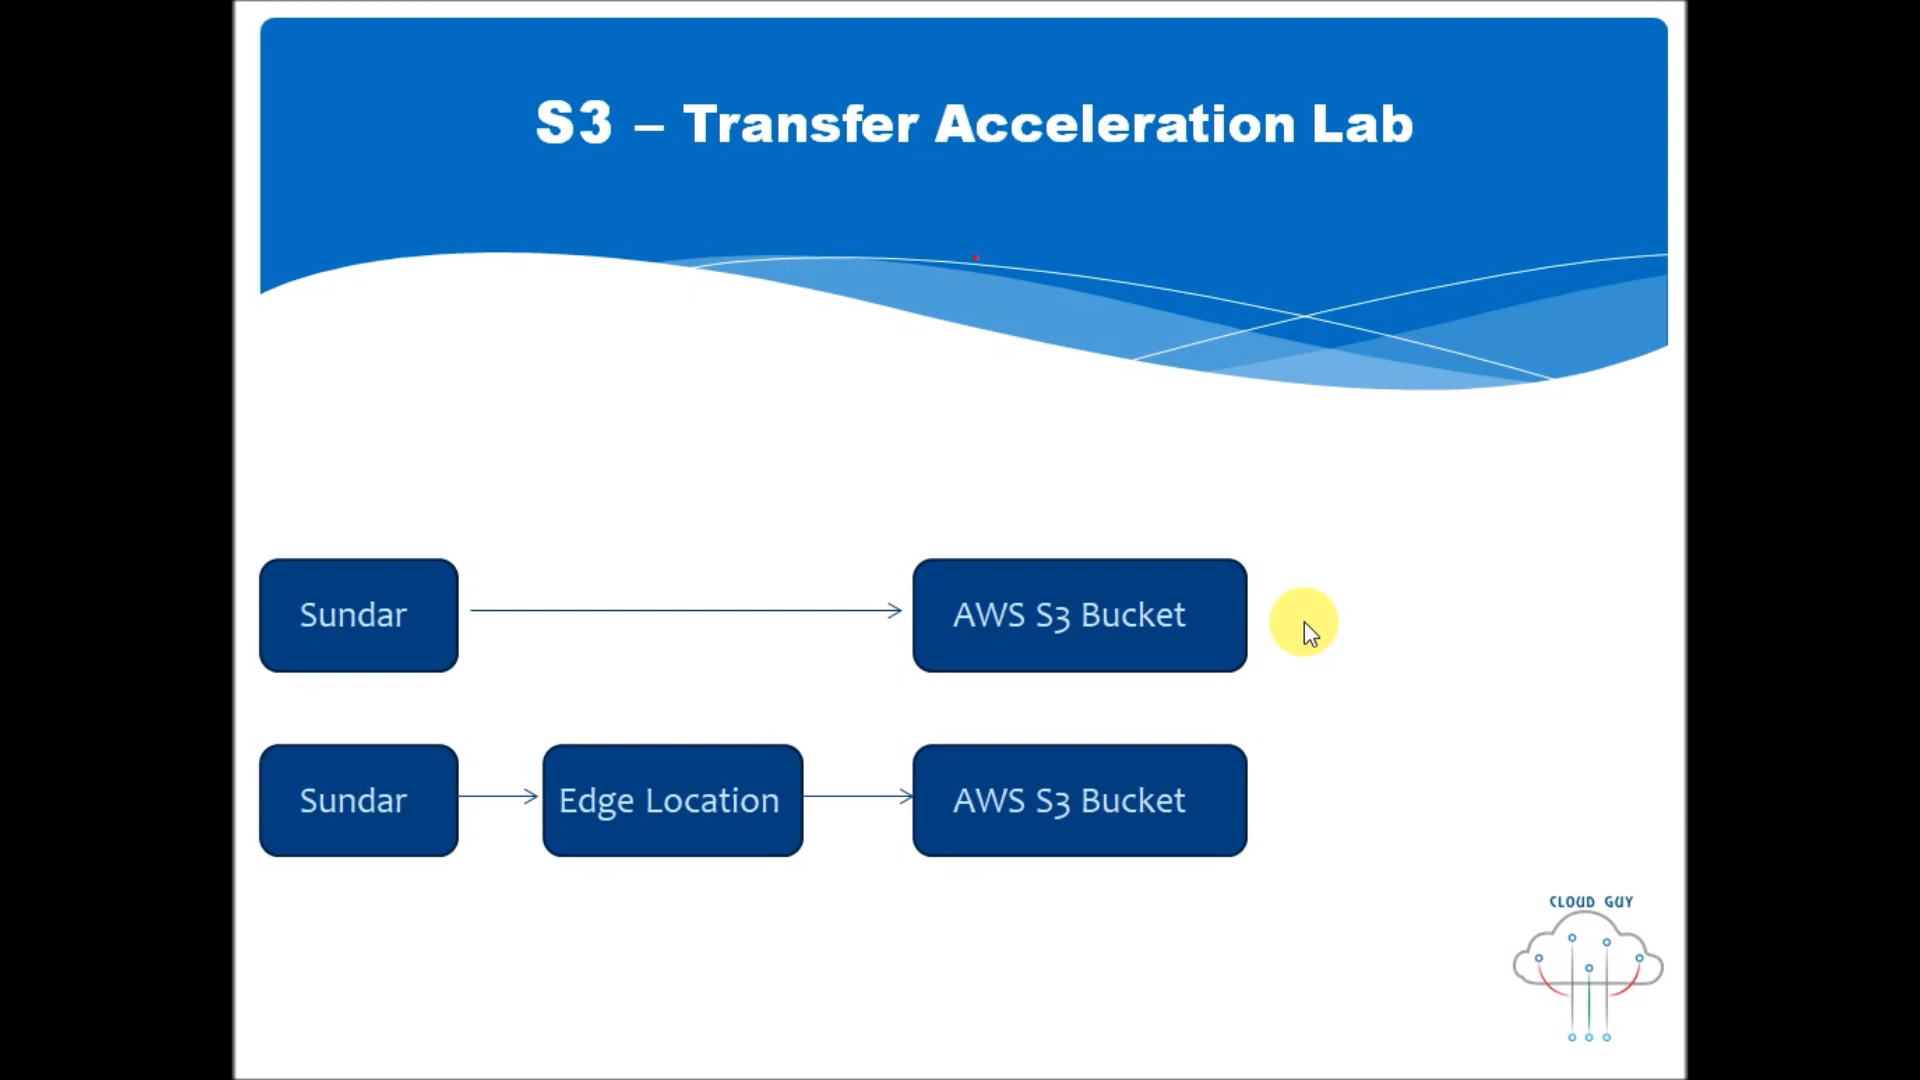 S3 – Transfer Acceleration Lab
Sundar
AWS S3 Bucket
Sundar
Edge Location
AWS S3 Bucket
CLOUD GUY